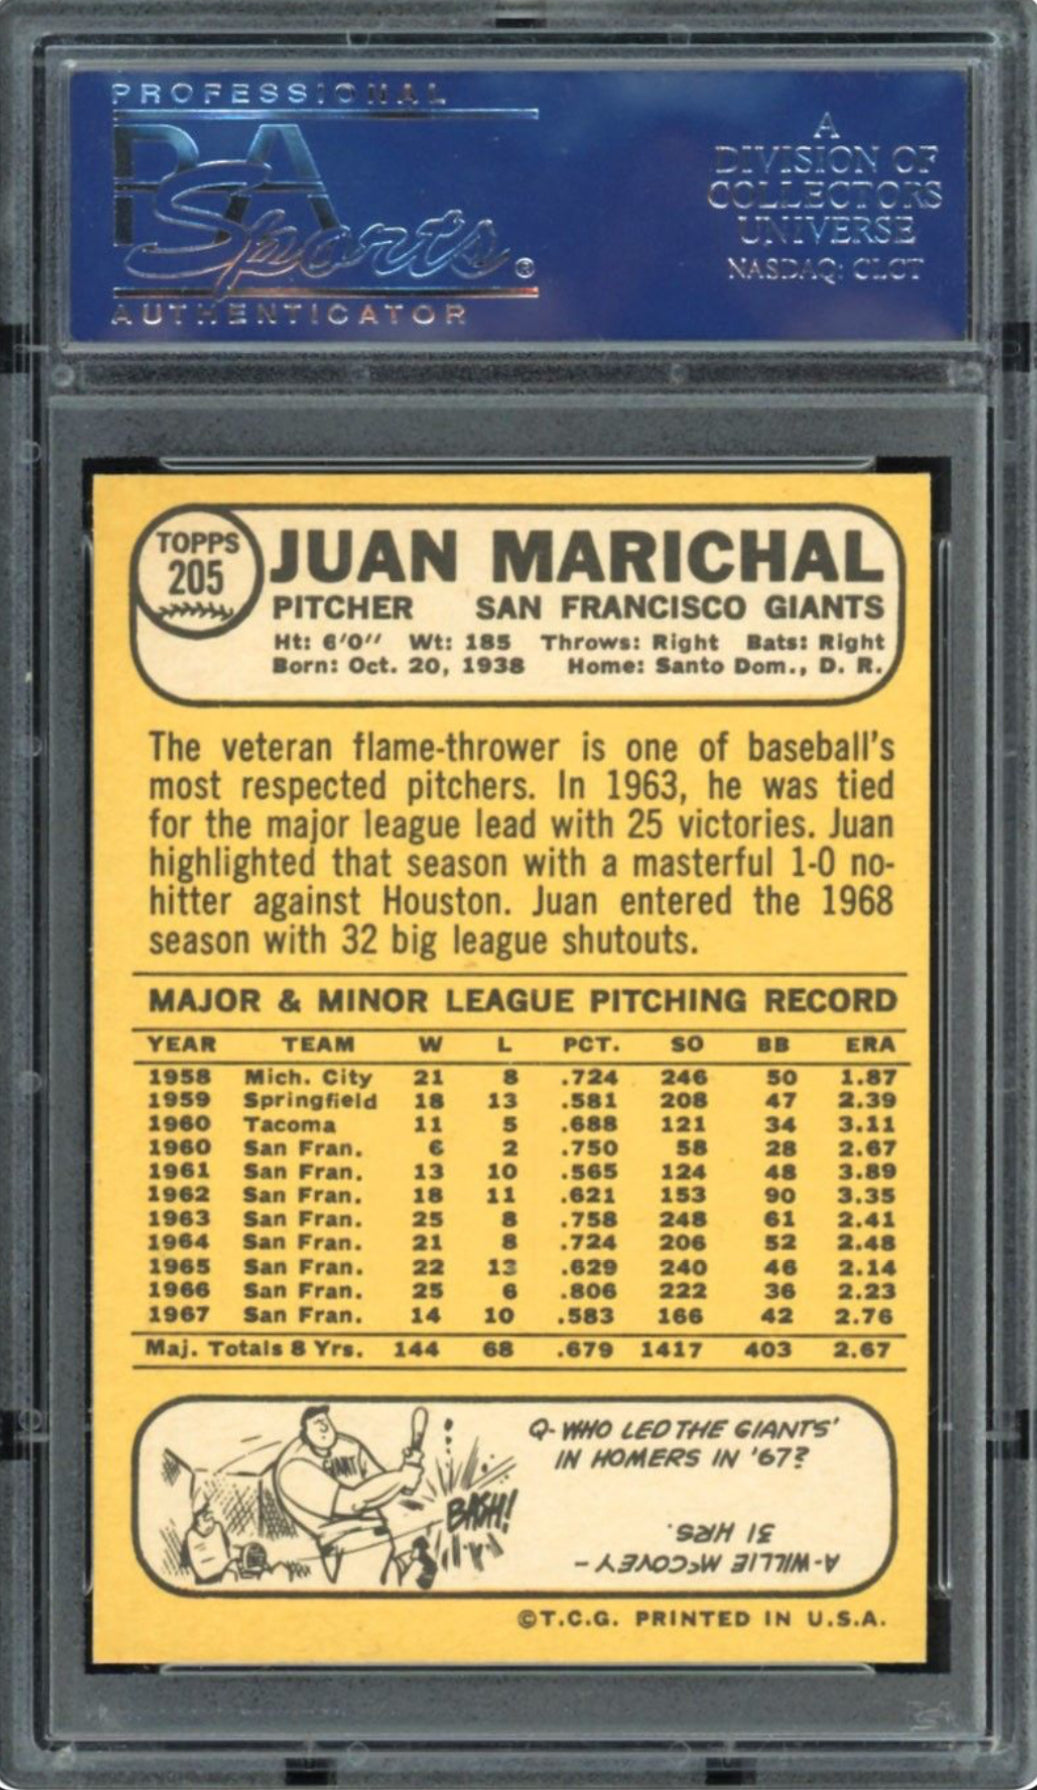 PROFESSIONAL
PSA
Sports®
AUTHENTICATOR
A
DIVISION OF
COLLECTORS
UNIVERSE
NASDAQ: CLCT
TOPPS
205
JUAN MARICHAL
PITCHER SAN FRANCISCO GIANTS
Ht: 6'0" Wt: 185 Throws: Right Bats: Right
Born: Oct. 20, 1938 Home: Santo Dom., D. R.
The veteran flame-thrower is one of baseball's
most respected pitchers. In 1963, he was tied
for the major league lead with 25 victories. Juan
highlighted that season with a masterful 1-0 no-
hitter against Houston. Juan entered the 1968
season with 32 big league shutouts.
MAJOR & MINOR LEAGUE PITCHING RECORD
YEAR TEAM W L PCT. SO BB ERA
1958 Mich. City 21 8 .724 246 50 1.87
1959 Springfield 18 13 .581 208 47 2.39
1960 Tacoma 11 5 .688 121 34 3.11
1960 San Fran. 6 2 .750 58 28 2.67
1961 San Fran. 13 10 .565 124 48 3.89
1962 San Fran. 18 11 .621 153 90 3.35
1963 San Fran. 25 8 .758 248 61 2.41
1964 San Fran. 21 8 .724 206 52 2.48
1965 San Fran. 22 13 .629 240 46 2.14
1966 San Fran. 25 6 .806 222 36 2.23
1967 San Fran. 14 10 .583 166 42 2.76
Maj. Totals 8 Yrs. 144 68 .679 1417 403 2.67
GIANT
BASH!
Q-WHO LED THE GIANTS'
IN HOMERS IN '67?
A-WILLIE McCOVEY -
31 HRS.
©T.C.G. PRINTED IN U.S.A.